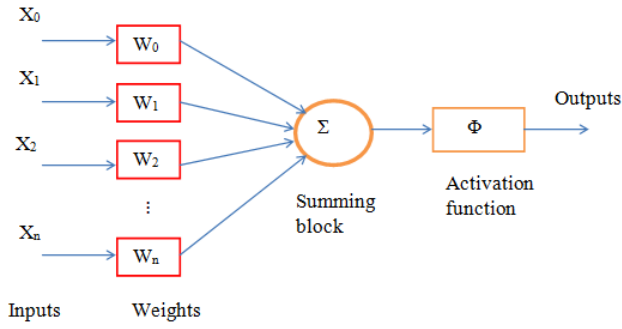 X₀
W₀
X₁
W₁
Outputs
Σ
Φ
X₂
W₂
⋮
Summing
block
Activation
function
Xₙ
Wₙ
Inputs
Weights